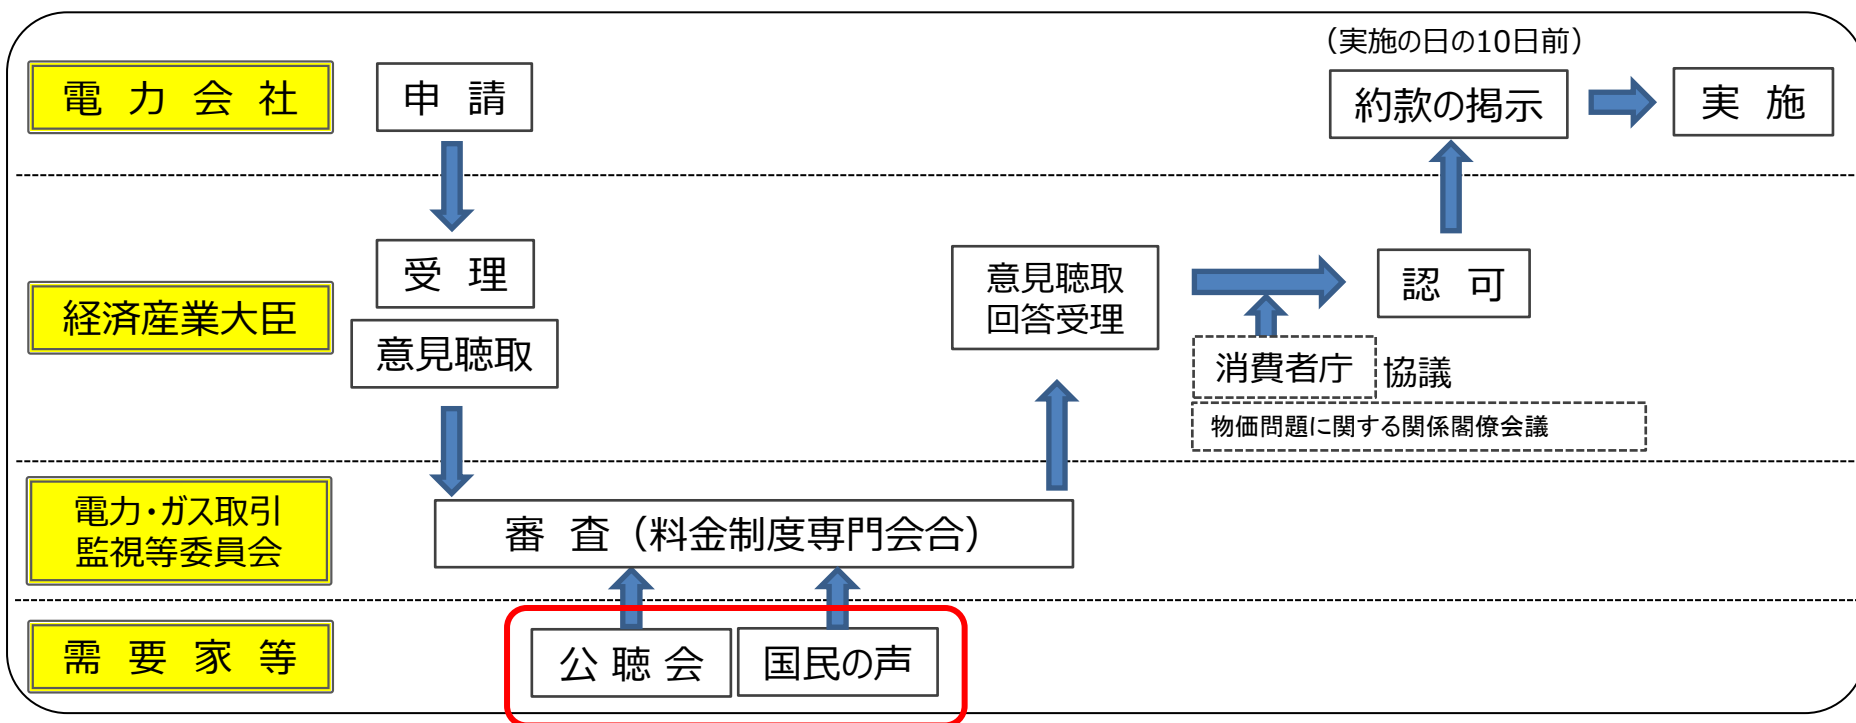 （実施の日の10日前）
電 力 会 社
申 請
約款の掲示
実 施
経済産業大臣
受 理
意見聴取
意見聴取
回答受理
認 可
消費者庁
協議
物価問題に関する関係閣僚会議
電力・ガス取引
監視等委員会
審 査（料金制度専門会合）
需 要 家 等
公 聴 会
国民の声